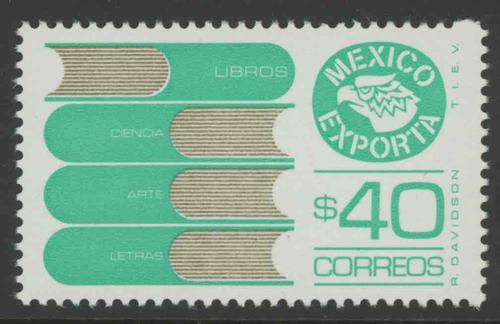 LIBROS
CIENCIA
ARTE
LETRAS
MEXICO
EXPORTA
$40
CORREOS
R. DAVIDSON T.I.E.V.